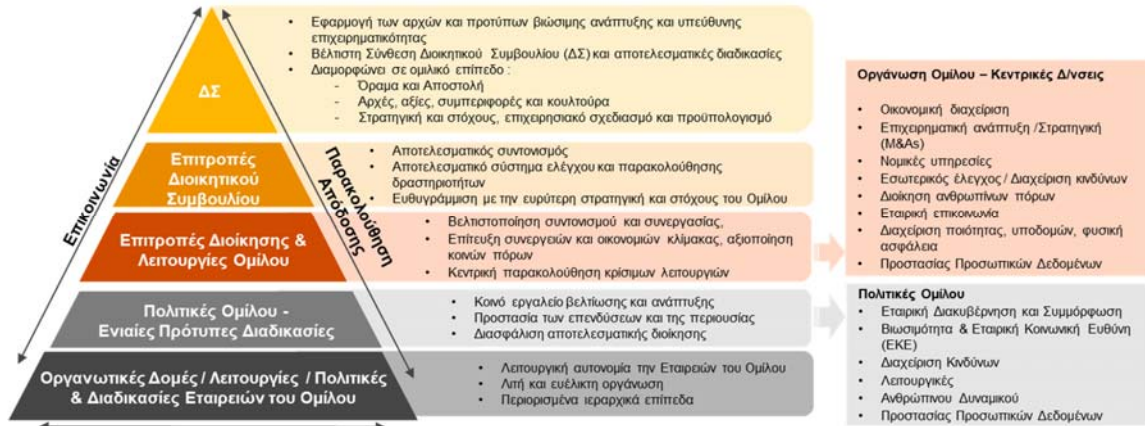 ΔΣ
Επιτροπές
Διοικητικού
Συμβουλίου
Επιτροπές Διοίκησης &
Λειτουργίες Ομίλου
Πολιτικές Ομίλου -
Ενιαίες Πρότυπες Διαδικασίες
Οργανωτικές Δομές / Λειτουργίες / Πολιτικές
& Διαδικασίες Εταιρειών του Ομίλου
Επικοινωνία
Παρακολούθηση
Απόδοσης
• Εφαρμογή των αρχών και προτύπων βιώσιμης ανάπτυξης και υπεύθυνης
επιχειρηματικότητας
• Βέλτιστη Σύνθεση Διοικητικού Συμβουλίου (ΔΣ) και αποτελεσματικές διαδικασίες
• Διαμορφώνει σε ομιλικό επίπεδο :
- Όραμα και Αποστολή
- Αρχές, αξίες, συμπεριφορές και κουλτούρα
- Στρατηγική και στόχους, επιχειρησιακό σχεδιασμό και προϋπολογισμό
• Αποτελεσματικός συντονισμός
• Αποτελεσματικό σύστημα ελέγχου και παρακολούθησης
δραστηριοτήτων
• Ευθυγράμμιση με την ευρύτερη στρατηγική και στόχους του Ομίλου
• Βελτιστοποίηση συντονισμού και συνεργασίας,
• Επίτευξη συνεργειών και οικονομιών κλίμακας, αξιοποίηση
κοινών πόρων
• Κεντρική παρακολούθηση κρίσιμων λειτουργιών
• Κοινό εργαλείο βελτίωσης και ανάπτυξης
• Προστασία των επενδύσεων και της περιουσίας
• Διασφάλιση αποτελεσματικής διοίκησης
• Λειτουργική αυτονομία την Εταιρειών του Ομίλου
• Λιτή και ευέλικτη οργάνωση
• Περιορισμένα ιεραρχικά επίπεδα
Οργάνωση Ομίλου – Κεντρικές Δ/νσεις
• Οικονομική διαχείριση
• Επιχειρηματική ανάπτυξη /Στρατηγική
(M&As)
• Νομικές υπηρεσίες
• Εσωτερικός έλεγχος / Διαχείριση κινδύνων
• Διοίκηση ανθρωπίνων πόρων
• Εταιρική επικοινωνία
• Διαχείριση ποιότητας, υποδομών, φυσική
ασφάλεια
• Προστασίας Προσωπικών Δεδομένων
Πολιτικές Ομίλου
• Εταιρική Διακυβέρνηση και Συμμόρφωση
• Βιωσιμότητα & Εταιρική Κοινωνική Ευθύνη
(ΕΚΕ)
• Διαχείριση Κινδύνων
• Λειτουργικές
• Ανθρώπινου Δυναμικού
• Προστασίας Προσωπικών Δεδομένων